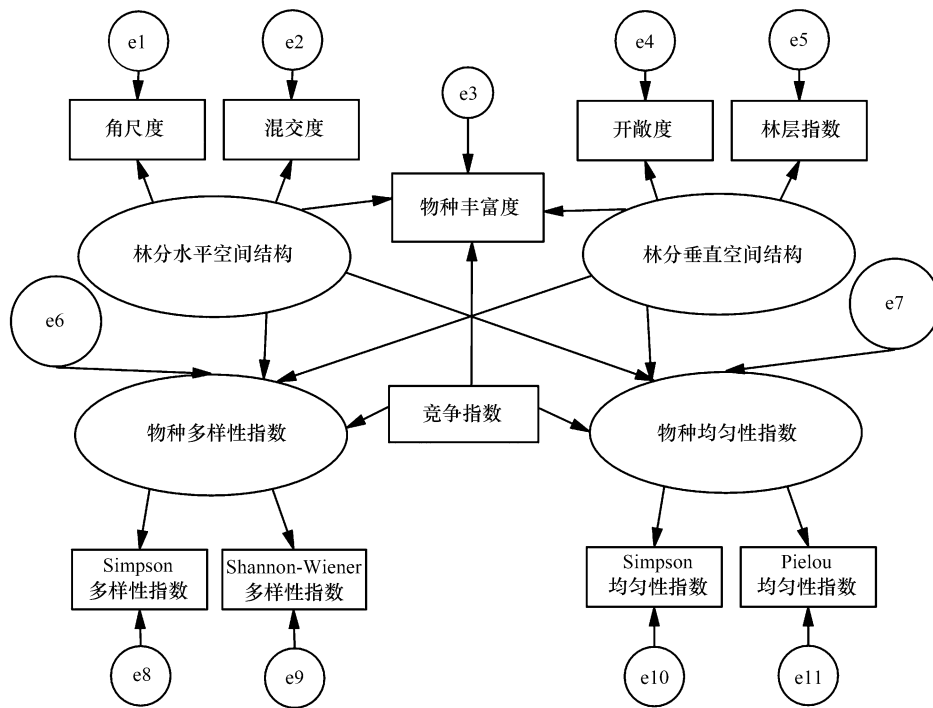 e1
e2
e3
e4
e5
角尺度
混交度
开敞度
林层指数
物种丰富度
林分水平空间结构
林分垂直空间结构
e6
e7
竞争指数
物种多样性指数
物种均匀性指数
Simpson
多样性指数
Shannon-Wiener
多样性指数
Simpson
均匀性指数
Pielou
均匀性指数
e8
e9
e10
e11